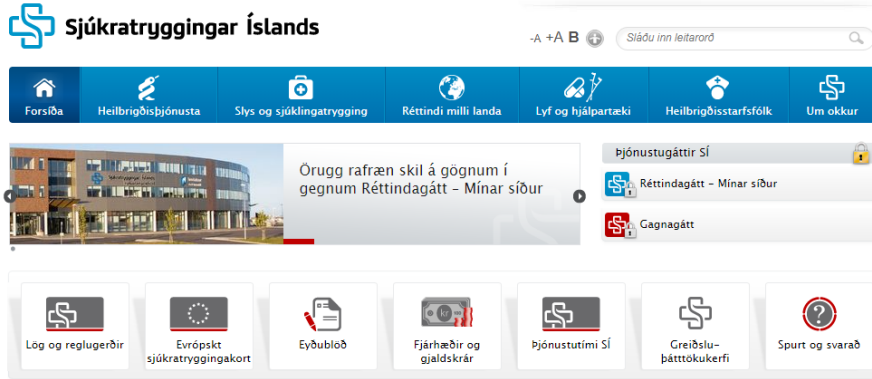 Sjúkratryggingar Íslands
-A +A B
Sláðu inn leitarorð
Forsíða
Heilbrigðisþjónusta
Slys og sjúklingatrygging
Réttindi milli landa
Lyf og hjálpartæki
Heilbrigðisstarfsfólk
Um okkur
Örugg rafræn skil á gögnum í
gegnum Réttindagátt – Mínar síður
Þjónustugáttir SÍ
Réttindagátt – Mínar síður
Gagnagátt
Lög og reglugerðir
Evrópskt
sjúkratryggingakort
Eyðublöð
kr
Fjárhæðir og
gjaldskrár
Þjónustutími SÍ
Greiðslu-
þátttökukerfi
?
Spurt og svarað